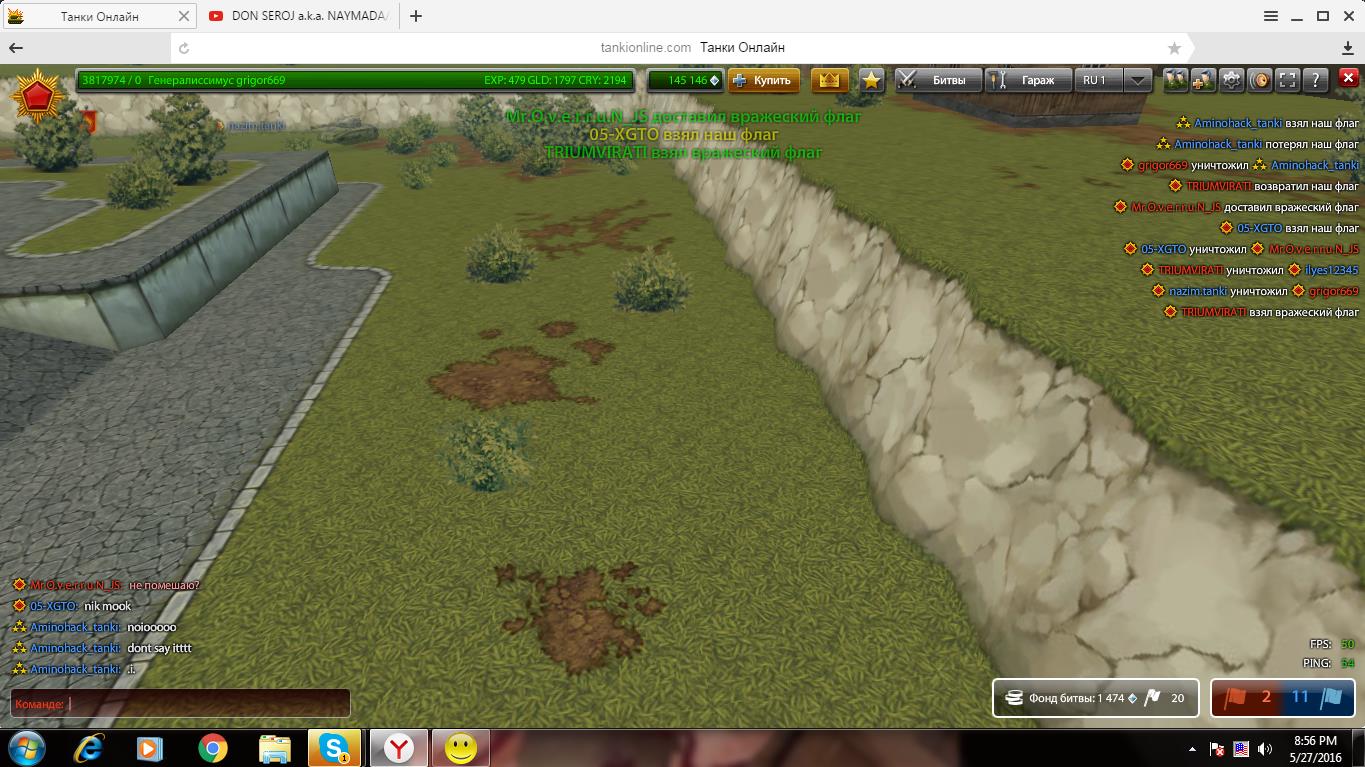 Танки Онлайн
DON SEROJ a.k.a. NAYMADA
tankionline.com Танки Онлайн
3817974 / 0 Генералиссимус grigor669
EXP: 479 GLD: 1797 CRY: 2194
145 146
Купить
Битвы
Гараж
RU 1
?
nazim.tanki
Mr.O.v.e.r.r.u.N_JS доставил вражеский флаг
05-XGTO взял наш флаг
TRIUMVIRATI взял вражеский флаг
Aminohack_tanki взял наш флаг
Aminohack_tanki потерял наш флаг
grigor669 уничтожил Aminohack_tanki
TRIUMVIRATI возвратил наш флаг
Mr.O.v.e.r.r.u.N_JS доставил вражеский флаг
05-XGTO взял наш флаг
05-XGTO уничтожил Mr.O.v.e.r.r.u.N_JS
TRIUMVIRATI уничтожил ilyes12345
nazim.tanki уничтожил grigor669
TRIUMVIRATI взял вражеский флаг
Mr.O.v.e.r.r.u.N_JS: не помешаю?
05-XGTO: nik mook
Aminohack_tanki: noiooooo
Aminohack_tanki: dont say itttt
Aminohack_tanki: .i.
Команде:
FPS: 50
PING: 54
Фонд битвы: 1 474 20
2 11
1
8:56 PM
5/27/2016